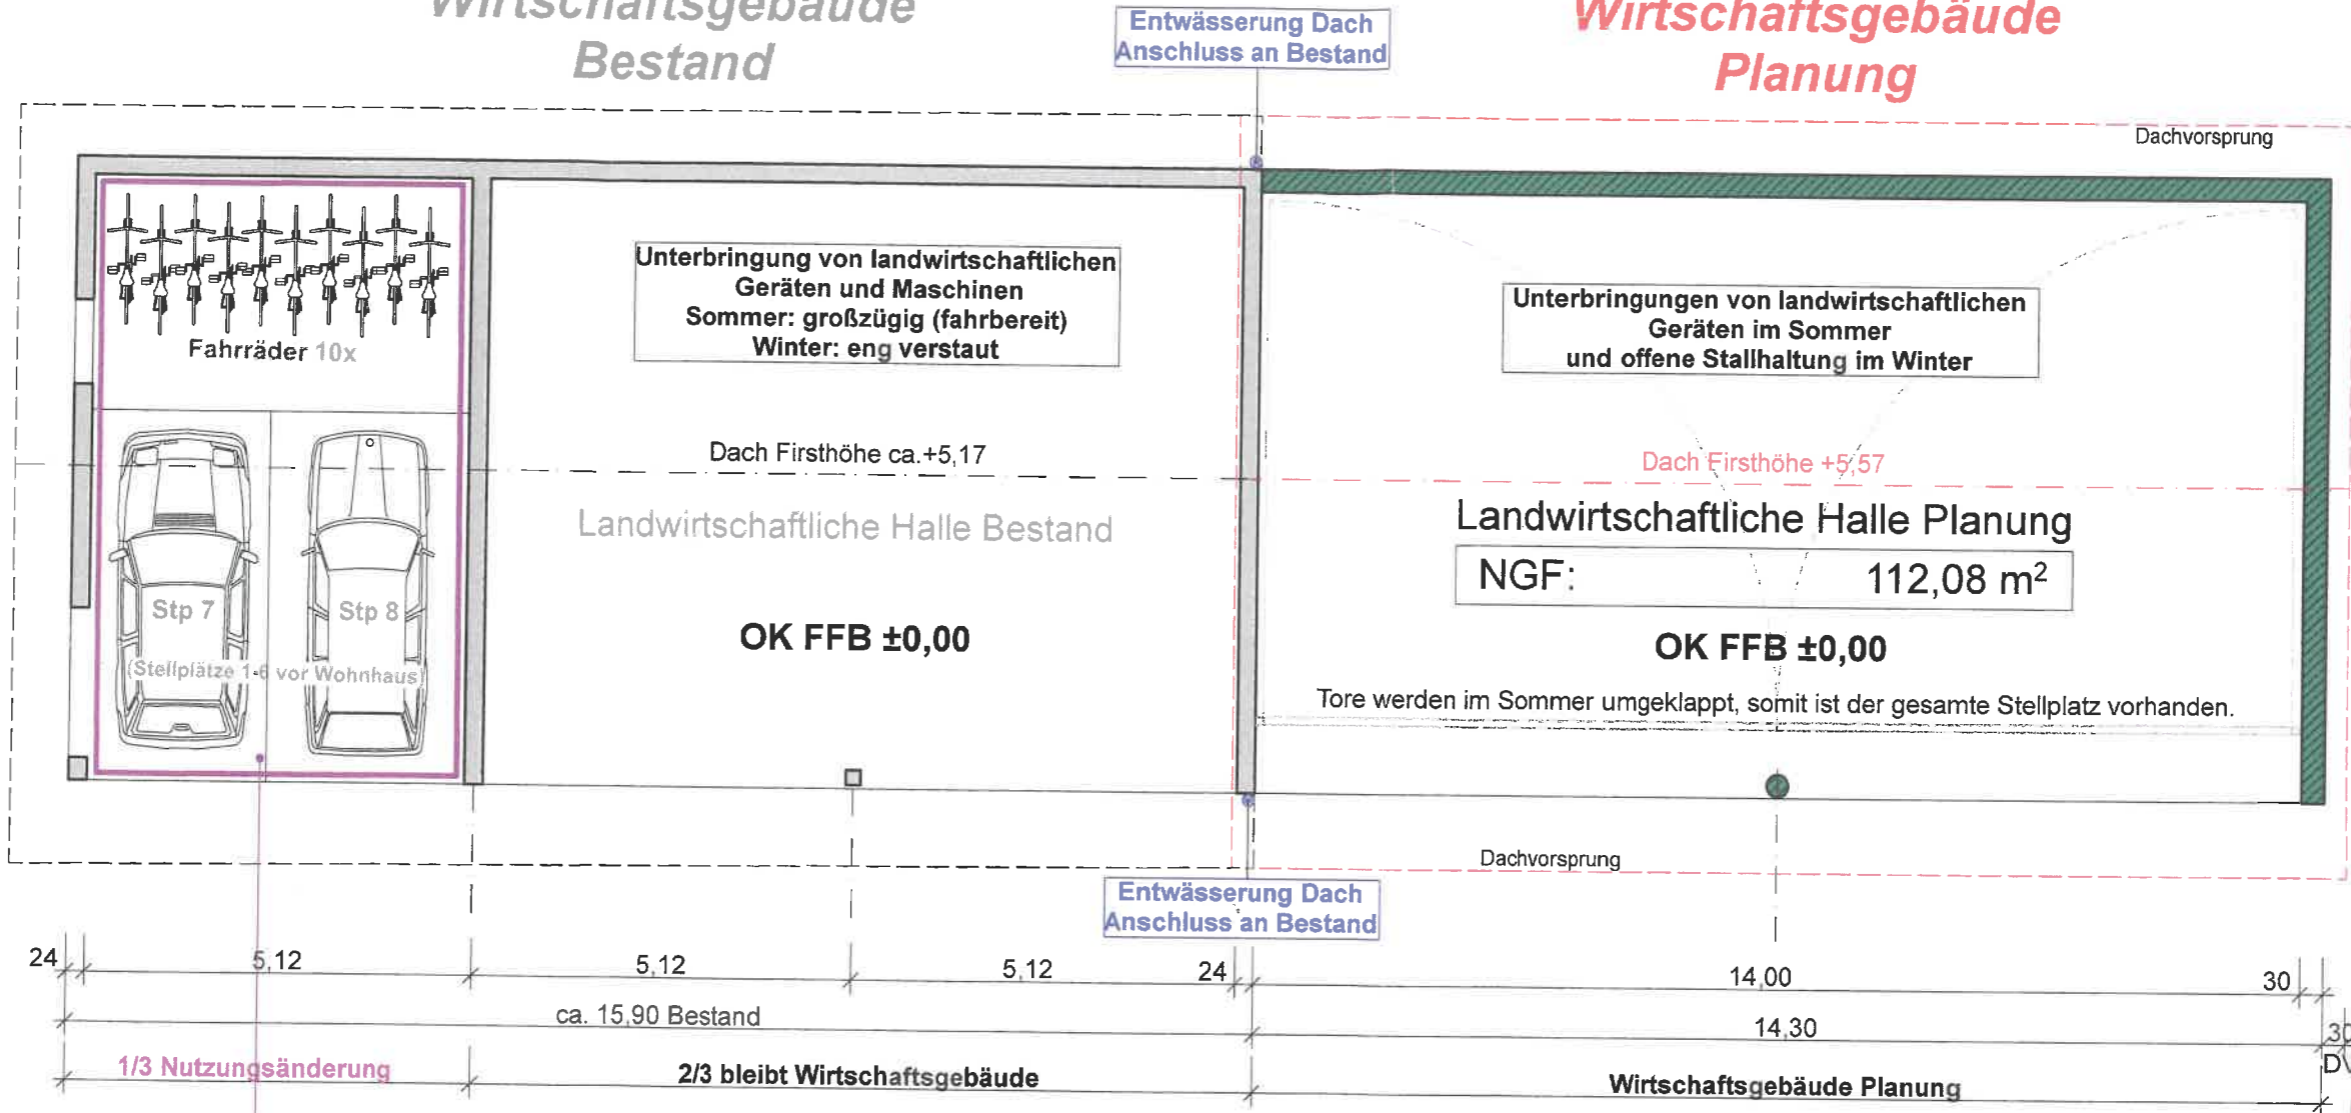 Wirtschaftsgebäude
Bestand
Entwässerung Dach
Anschluss an Bestand
Wirtschaftsgebäude
Planung
Dachvorsprung
Fahrräder 10x
Unterbringung von landwirtschaftlichen
Geräten und Maschinen
Sommer: großzügig (fahrbereit)
Winter: eng verstaut
Unterbringungen von landwirtschaftlichen
Geräten im Sommer
und offene Stallhaltung im Winter
Dach Firsthöhe ca.+5,17
Dach Firsthöhe +5,57
Landwirtschaftliche Halle Bestand
Landwirtschaftliche Halle Planung
NGF: 112,08 m²
Stp 7
Stp 8
OK FFB ±0,00
OK FFB ±0,00
(Stellplätze 1-6 vor Wohnhaus)
Tore werden im Sommer umgeklappt, somit ist der gesamte Stellplatz vorhanden.
Dachvorsprung
Entwässerung Dach
Anschluss an Bestand
24 5,12 5,12 5,12 24 14,00 30
ca. 15,90 Bestand 14,30 30
DV
1/3 Nutzungsänderung 2/3 bleibt Wirtschaftsgebäude Wirtschaftsgebäude Planung